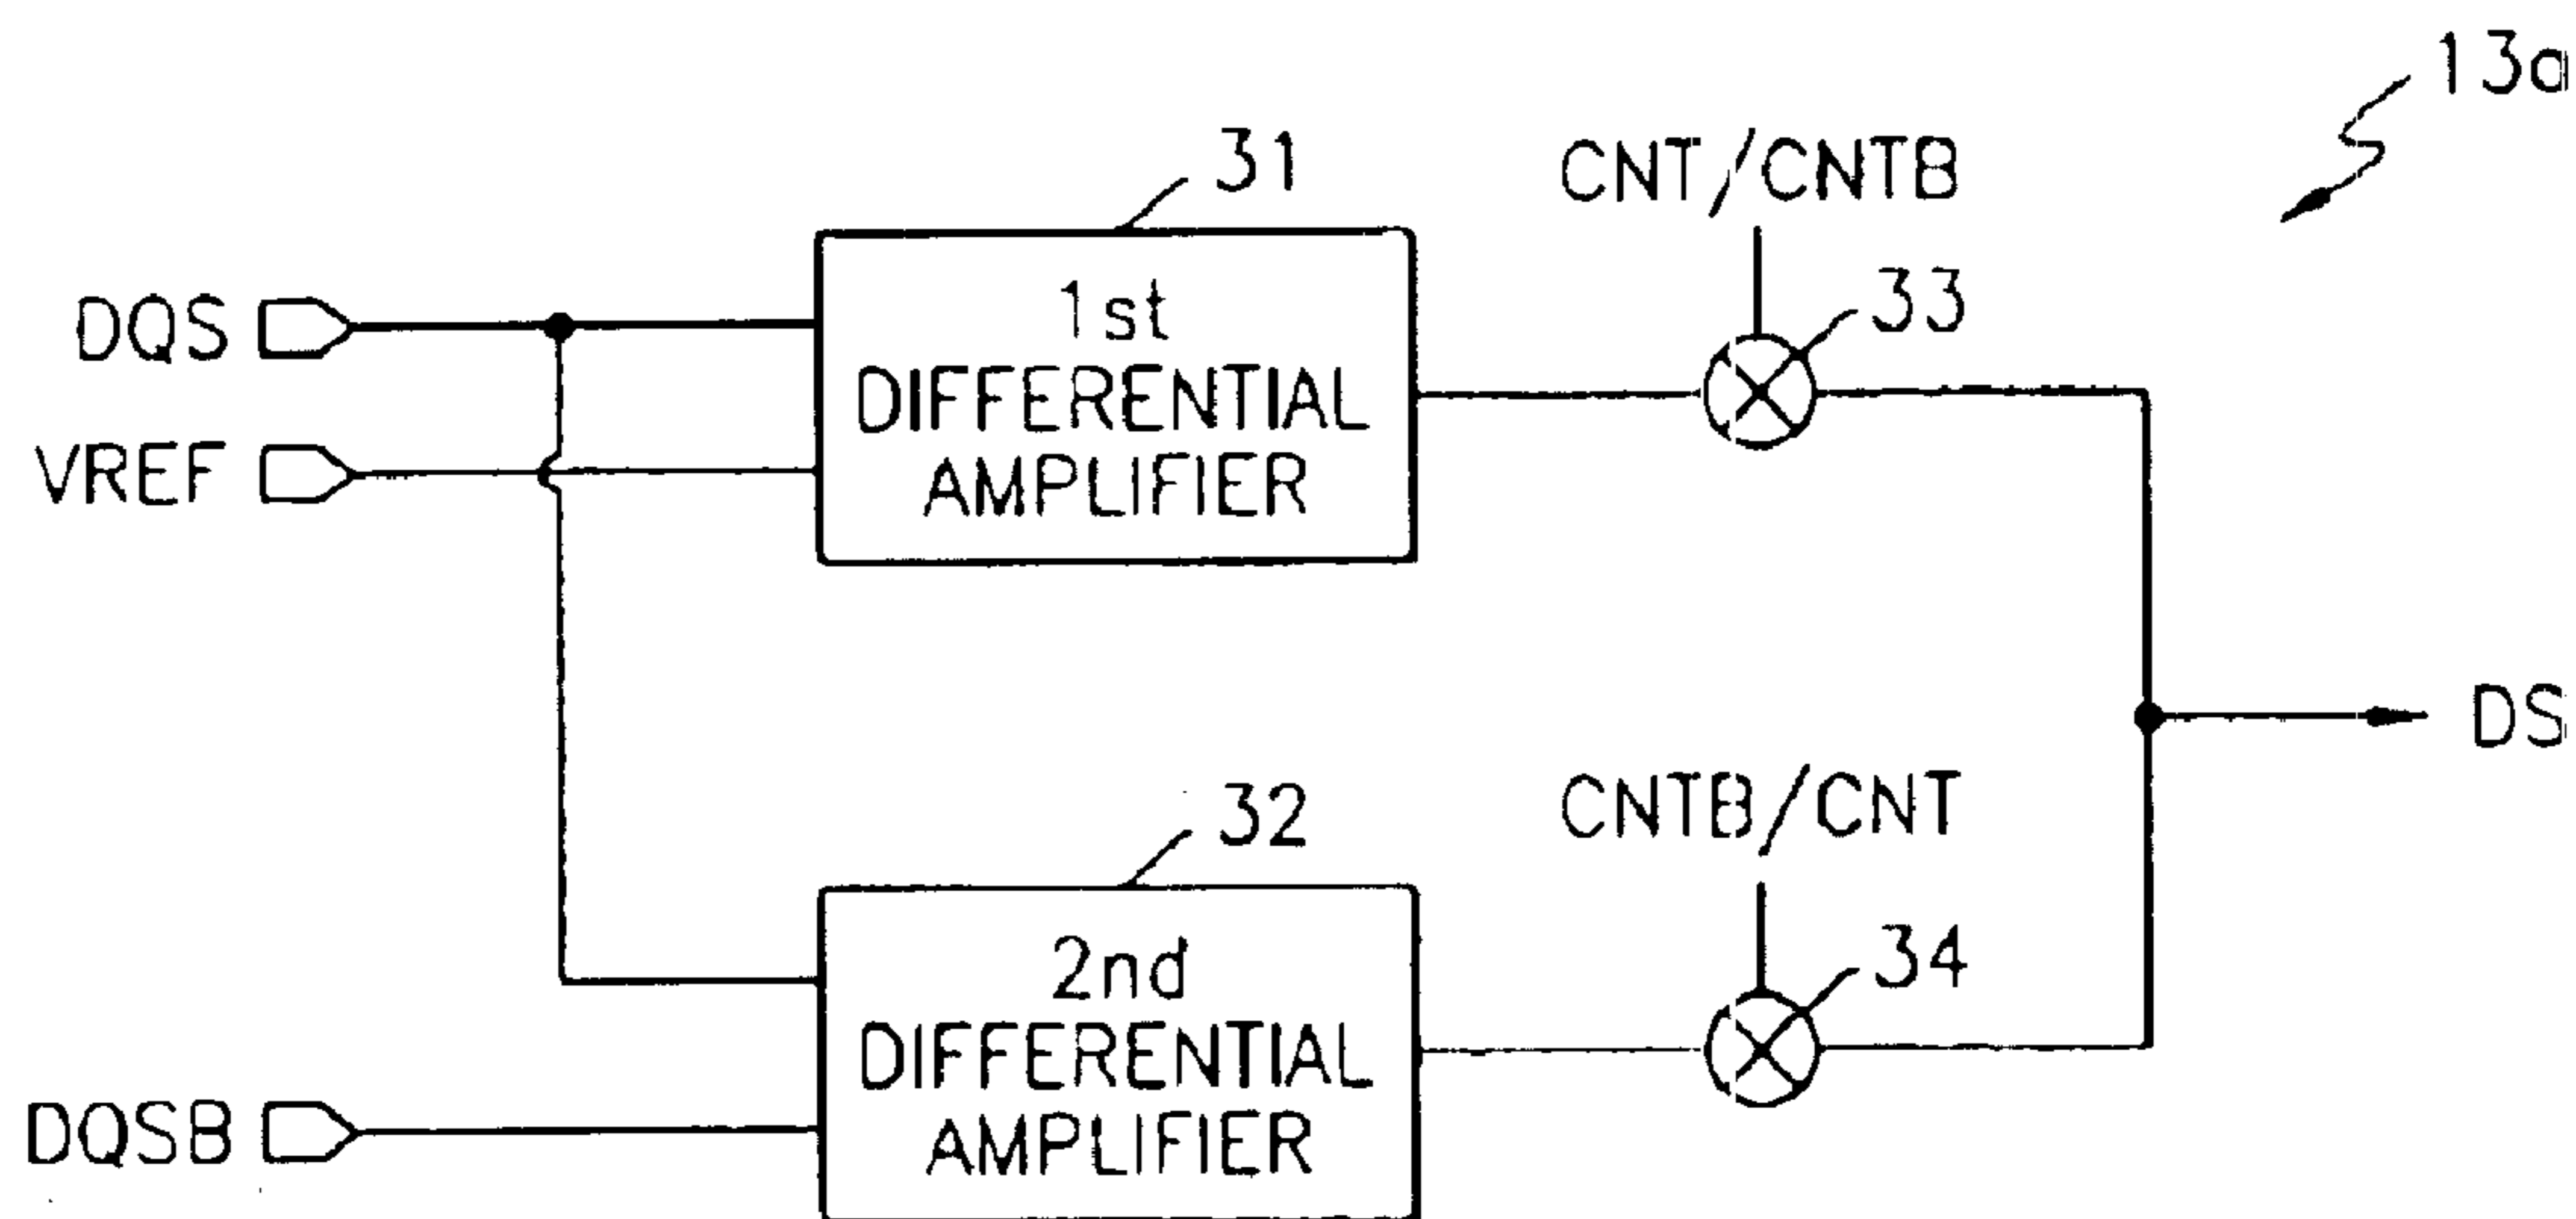 13a
31
CNT/CNTB
DQS
1st
DIFFERENTIAL
AMPLIFIER
33
VREF
DS
32
CNTB/CNT
2nd
DIFFERENTIAL
AMPLIFIER
34
DQSB